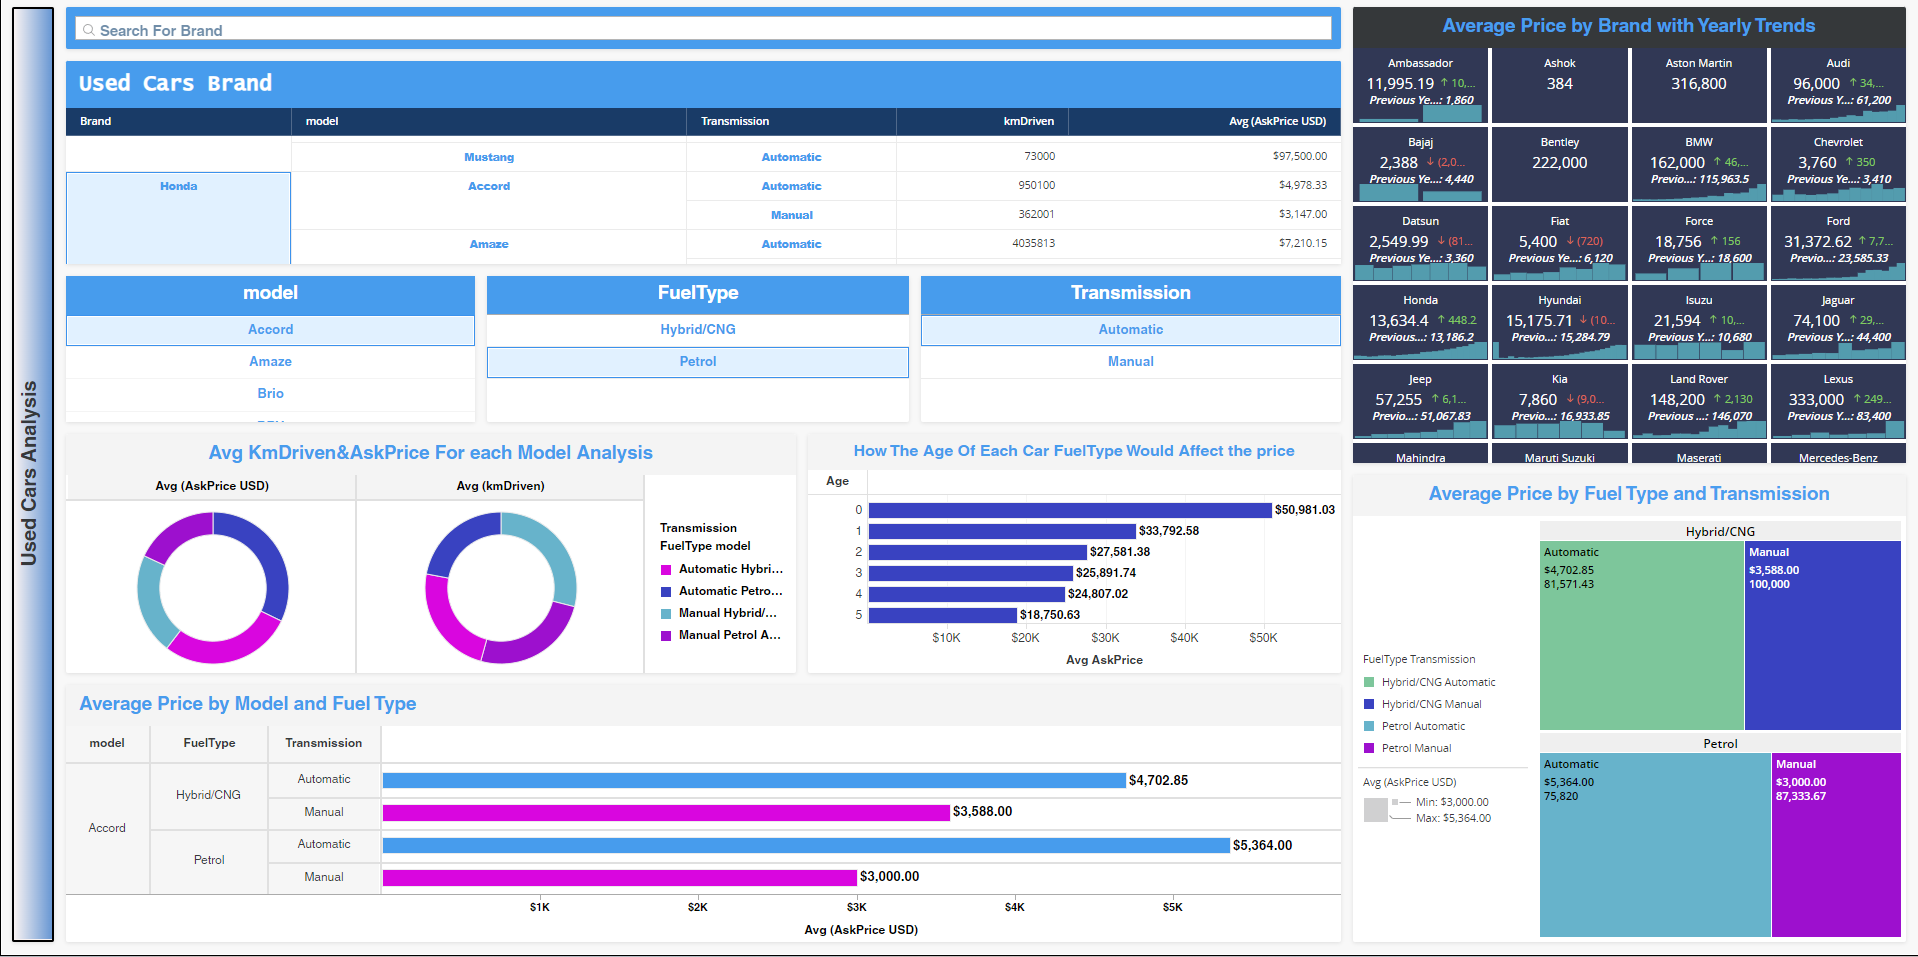 Used Cars Analysis
Search For Brand
Used Cars Brand
Brand model Transmission kmDriven Avg (AskPrice USD)
Mustang Automatic 73000 $97,500.00
Honda Accord Automatic 950100 $4,978.33
Manual 362001 $3,147.00
Amaze Automatic 4035813 $7,210.15
model
Accord
Amaze
Brio
FuelType
Hybrid/CNG
Petrol
Transmission
Automatic
Manual
Avg KmDriven&AskPrice For each Model Analysis
Avg (AskPrice USD) Avg (kmDriven)
Transmission
FuelType model
Automatic Hybri...
Automatic Petro...
Manual Hybrid/...
Manual Petrol A...
How The Age Of Each Car FuelType Would Affect the price
Age
0 $50,981.03
1 $33,792.58
2 $27,581.38
3 $25,891.74
4 $24,807.02
5 $18,750.63
$10K $20K $30K $40K $50K
Avg AskPrice
Average Price by Model and Fuel Type
model FuelType Transmission
Accord
Hybrid/CNG
Automatic $4,702.85
Manual $3,588.00
Petrol
Automatic $5,364.00
Manual $3,000.00
$1K $2K $3K $4K $5K
Avg (AskPrice USD)
Average Price by Brand with Yearly Trends
Ambassador Ashok Aston Martin Audi
11,995.19 ↑ 10,... 384 316,800 96,000 ↑ 34,...
Previous Ye...: 1,860 Previous Y...: 61,200
Bajaj Bentley BMW Chevrolet
2,388 ↓ (2,0... 222,000 162,000 ↑ 46,... 3,760 ↑ 350
Previous Ye...: 4,440 Previo...: 115,963.5 Previous Ye...: 3,410
Datsun Fiat Force Ford
2,549.99 ↓ (81... 5,400 ↓ (720) 18,756 ↑ 156 31,372.62 ↑ 7,7...
Previous Ye...: 3,360 Previous Ye...: 6,120 Previous Y...: 18,600 Previo...: 23,585.33
Honda Hyundai Isuzu Jaguar
13,634.4 ↑ 448.2 15,175.71 ↓ (10... 21,594 ↑ 10,... 74,100 ↑ 29,...
Previous...: 13,186.2 Previo...: 15,284.79 Previous Y...: 10,680 Previous Y...: 44,400
Jeep Kia Land Rover Lexus
57,255 ↑ 6,1... 7,860 ↓ (9,0... 148,200 ↑ 2,130 333,000 ↑ 249...
Previo...: 51,067.83 Previo...: 16,933.85 Previous ...: 146,070 Previous Y...: 83,400
Mahindra Maruti Suzuki Maserati Mercedes-Benz
Average Price by Fuel Type and Transmission
FuelType Transmission
Hybrid/CNG Automatic
Hybrid/CNG Manual
Petrol Automatic
Petrol Manual
Avg (AskPrice USD)
Min: $3,000.00
Max: $5,364.00
Hybrid/CNG
Automatic Manual
$4,702.85 $3,588.00
81,571.43 100,000
Petrol
Automatic Manual
$5,364.00 $3,000.00
75,820 87,333.67